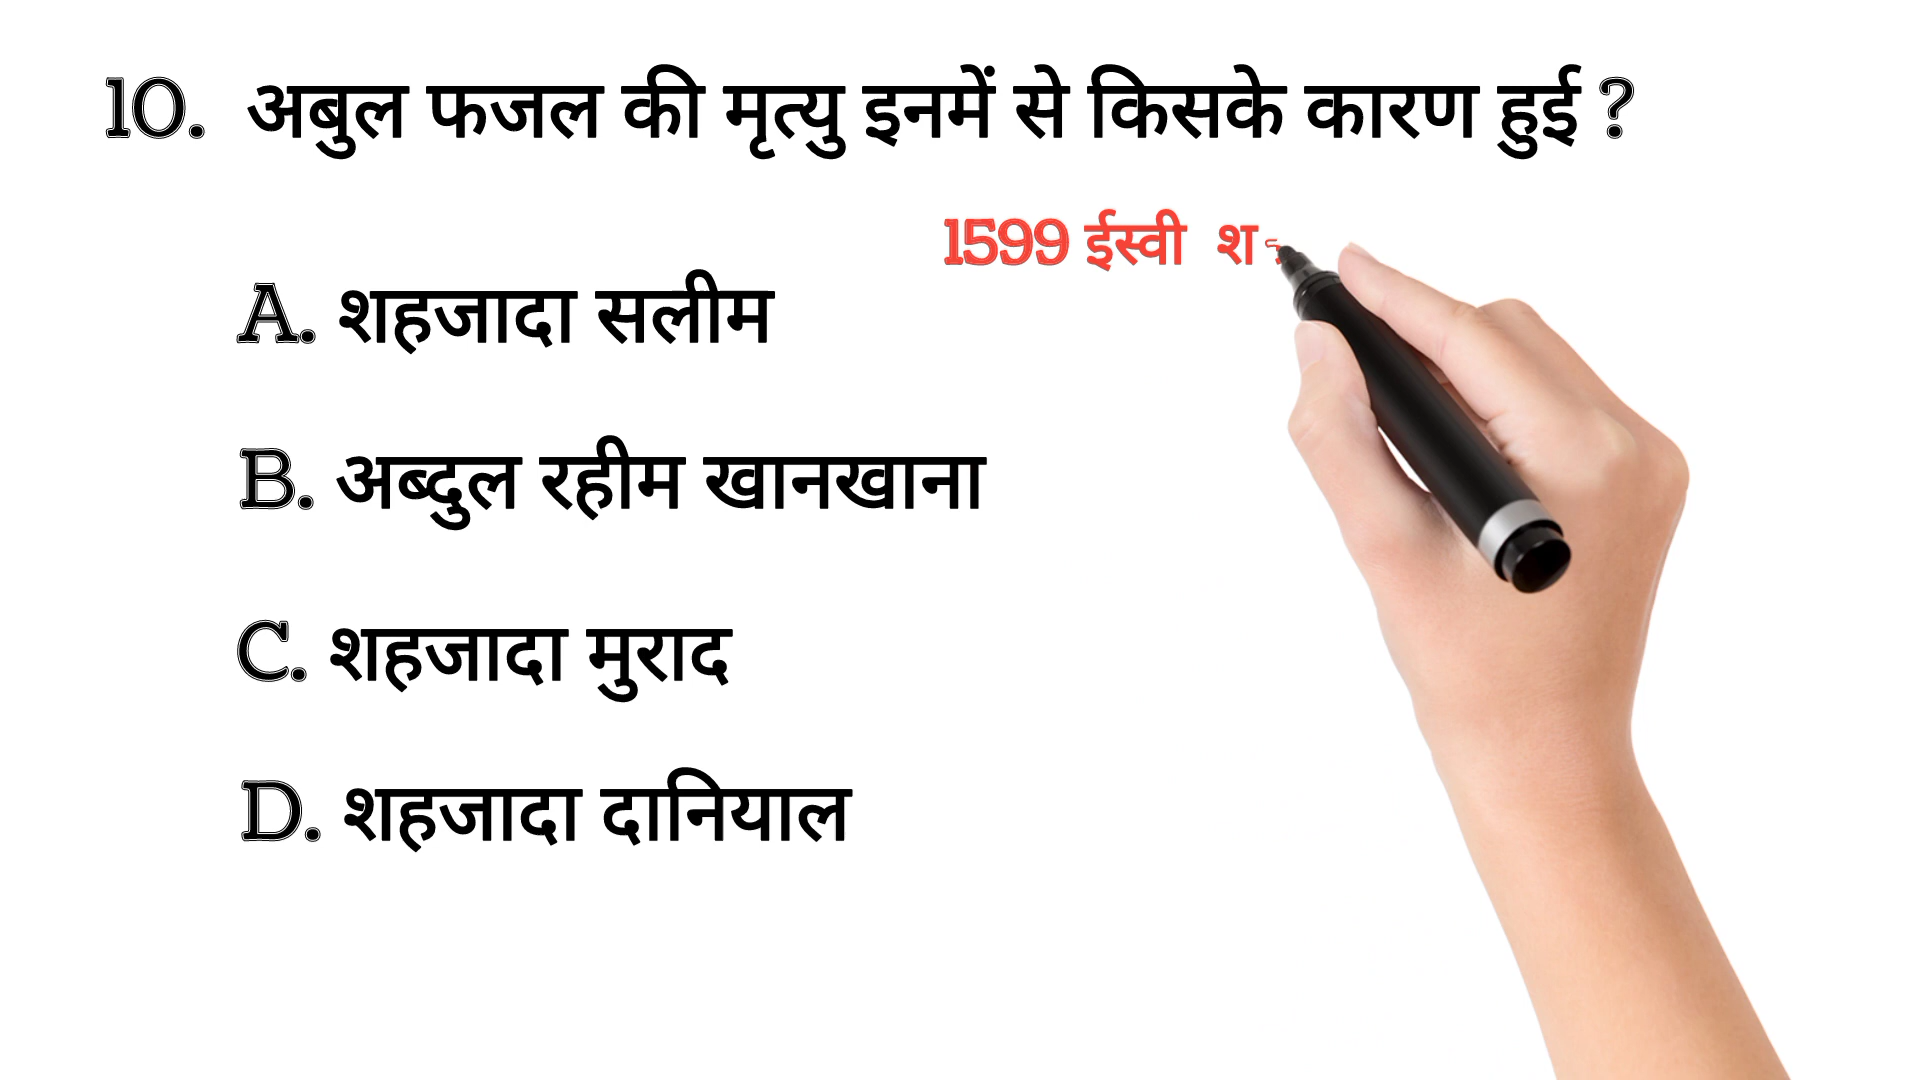 10. अबुल फजल की मृत्यु इनमें से किसके कारण हुई ?
1599 ईस्वी श
A. शहजादा सलीम
B. अब्दुल रहीम खानखाना
C. शहजादा मुराद
D. शहजादा दानियाल